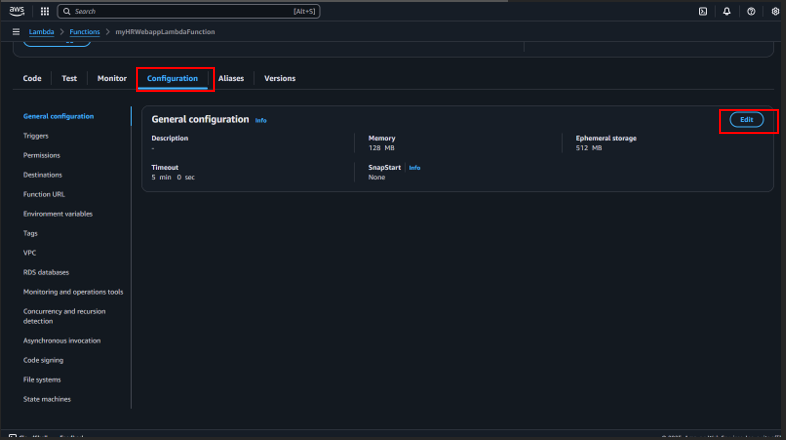 aws Search [Alt+S]
Lambda > Functions > myHRWebappLambdaFunction
Code Test Monitor Configuration Aliases Versions
General configuration
Triggers
Permissions
Destinations
Function URL
Environment variables
Tags
VPC
RDS databases
Monitoring and operations tools
Concurrency and recursion
detection
Asynchronous invocation
Code signing
File systems
State machines
General configuration Info Edit
Description Memory Ephemeral storage
- 128 MB 512 MB
Timeout SnapStart Info
5 min 0 sec None